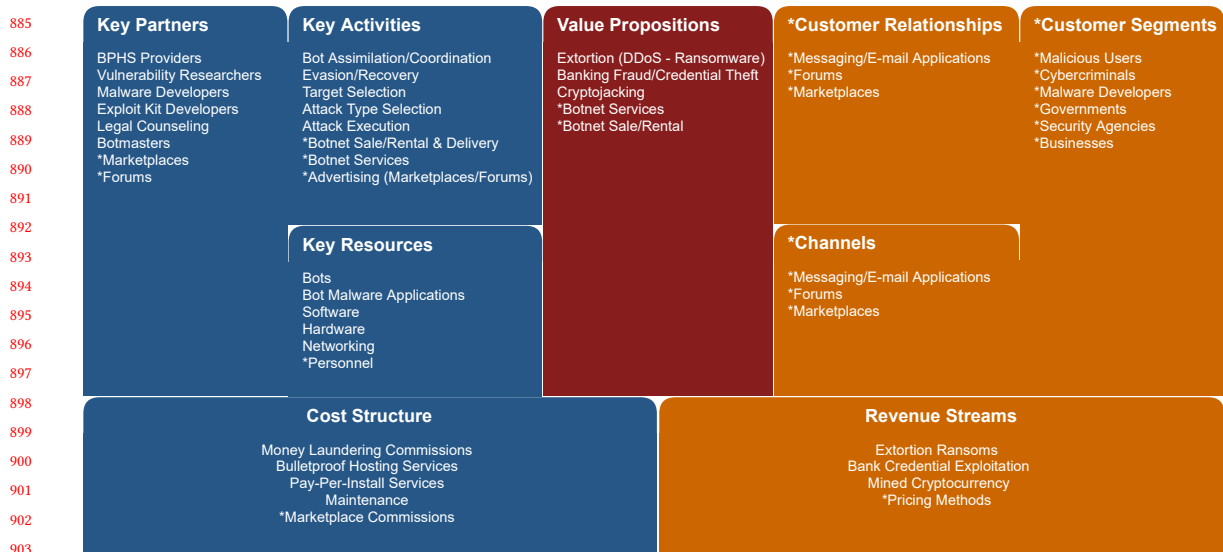 885
886
887
888
889
890
891
892
893
894
895
896
897
898
899
900
901
902
903
Key Partners
BPHS Providers
Vulnerability Researchers
Malware Developers
Exploit Kit Developers
Legal Counseling
Botmasters
*Marketplaces
*Forums
Key Activities
Bot Assimilation/Coordination
Evasion/Recovery
Target Selection
Attack Type Selection
Attack Execution
*Botnet Sale/Rental & Delivery
*Botnet Services
*Advertising (Marketplaces/Forums)
Key Resources
Bots
Bot Malware Applications
Software
Hardware
Networking
*Personnel
Value Propositions
Extortion (DDoS - Ransomware)
Banking Fraud/Credential Theft
Cryptojacking
*Botnet Services
*Botnet Sale/Rental
*Customer Relationships
*Messaging/E-mail Applications
*Forums
*Marketplaces
*Channels
*Messaging/E-mail Applications
*Forums
*Marketplaces
*Customer Segments
*Malicious Users
*Cybercriminals
*Malware Developers
*Governments
*Security Agencies
*Businesses
Cost Structure
Money Laundering Commissions
Bulletproof Hosting Services
Pay-Per-Install Services
Maintenance
*Marketplace Commissions
Revenue Streams
Extortion Ransoms
Bank Credential Exploitation
Mined Cryptocurrency
*Pricing Methods